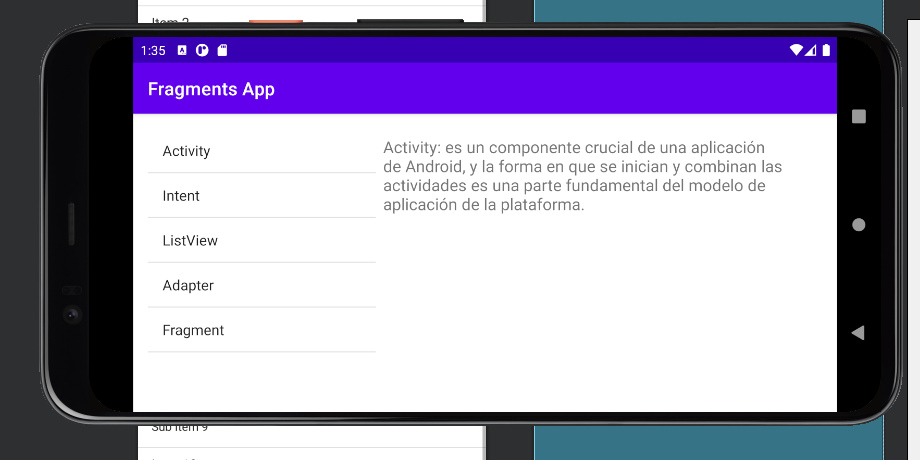 Item 2
1:35
Fragments App
Activity
Intent
ListView
Adapter
Fragment
Activity: es un componente crucial de una aplicación
de Android, y la forma en que se inician y combinan las
actividades es una parte fundamental del modelo de
aplicación de la plataforma.
Sub item 9